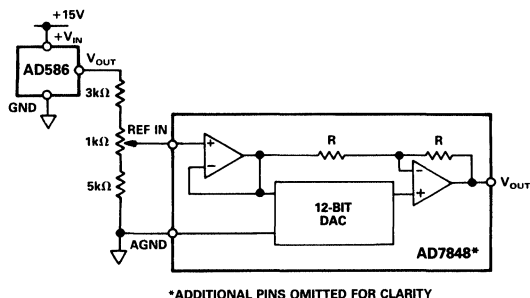 +15V
+VIN
AD586
VOUT
GND
3kΩ
1kΩ
REF IN
5kΩ
AGND
+
−
R
R
−
+
VOUT
12-BIT
DAC
AD7848*
*ADDITIONAL PINS OMITTED FOR CLARITY